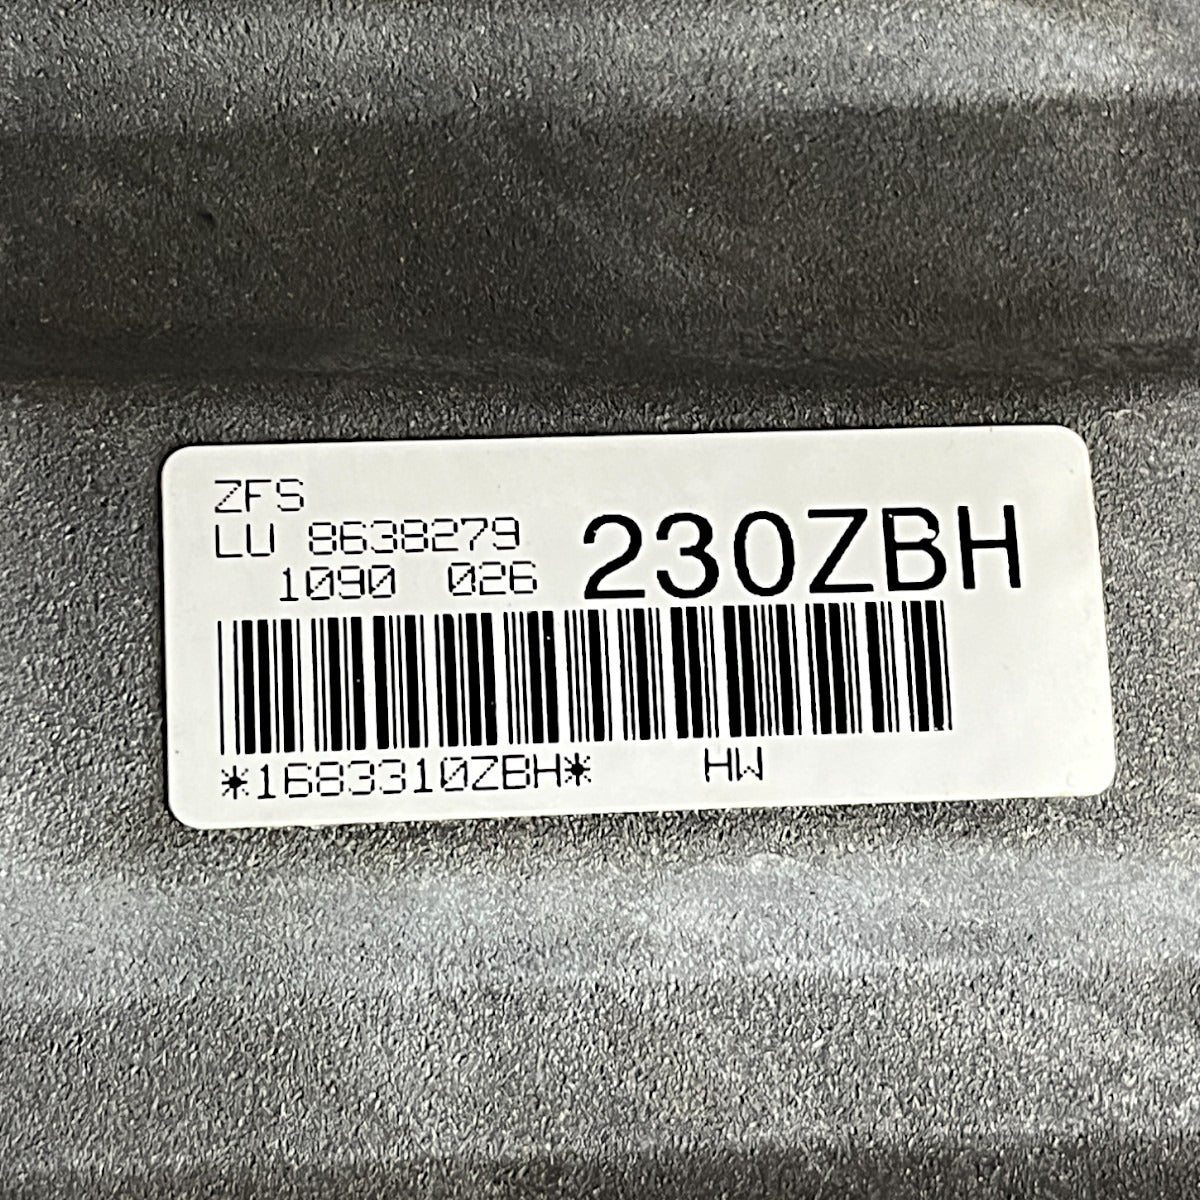 ZFS
LU 8638279
1090 026
230ZBH
*1683310ZBH* HW